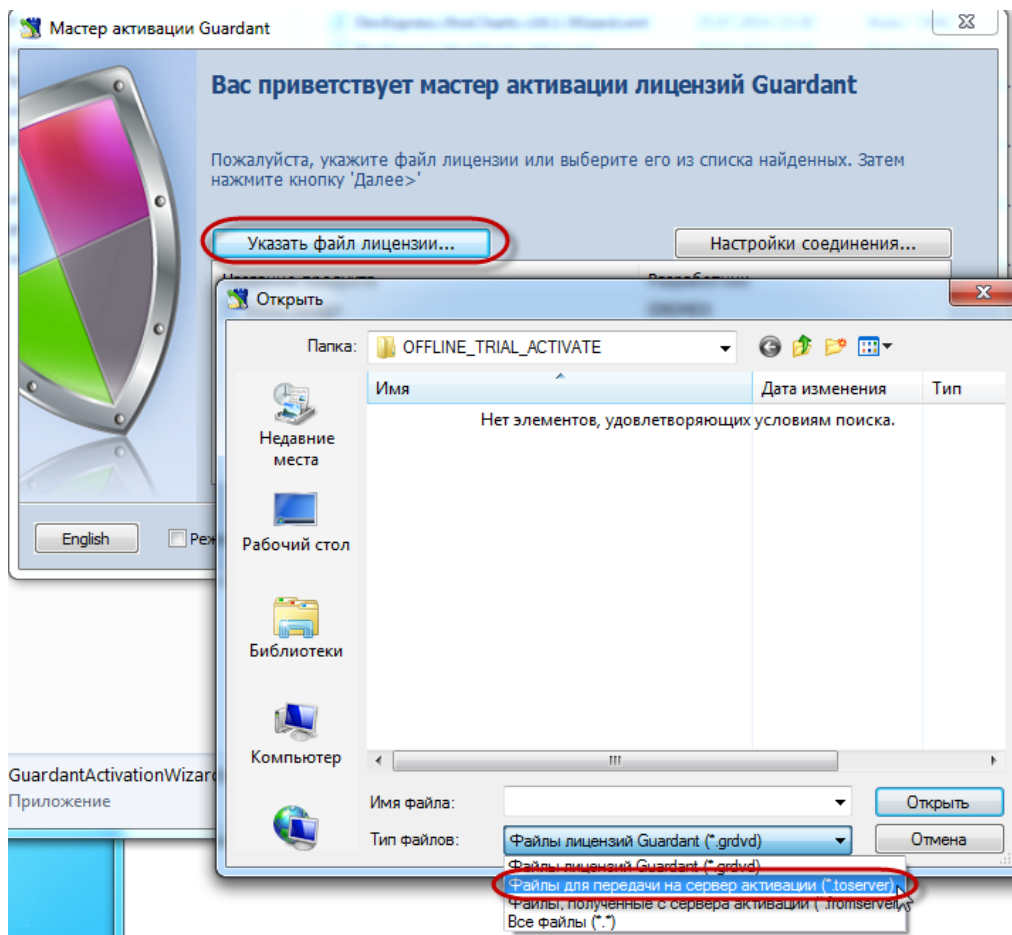 Мастер активации Guardant
Вас приветствует мастер активации лицензий Guardant
Пожалуйста, укажите файл лицензии или выберите его из списка найденных. Затем
нажмите кнопку 'Далее>'
Указать файл лицензии...
Настройки соединения...
Открыть
Папка:
OFFLINE_TRIAL_ACTIVATE
Имя
Дата изменения
Тип
Нет элементов, удовлетворяющих условиям поиска.
Недавние
места
Рабочий стол
Библиотеки
Компьютер
English
Реж
GuardantActivationWizard
Приложение
Имя файла:
Открыть
Тип файлов:
Файлы лицензий Guardant (*.grdvd)
Отмена
Файлы лицензий Guardant (*.grdvd)
Файлы для передачи на сервер активации (*.toserver)
Файлы, полученные с сервера активации (*.fromserver)
Все файлы (*.*)